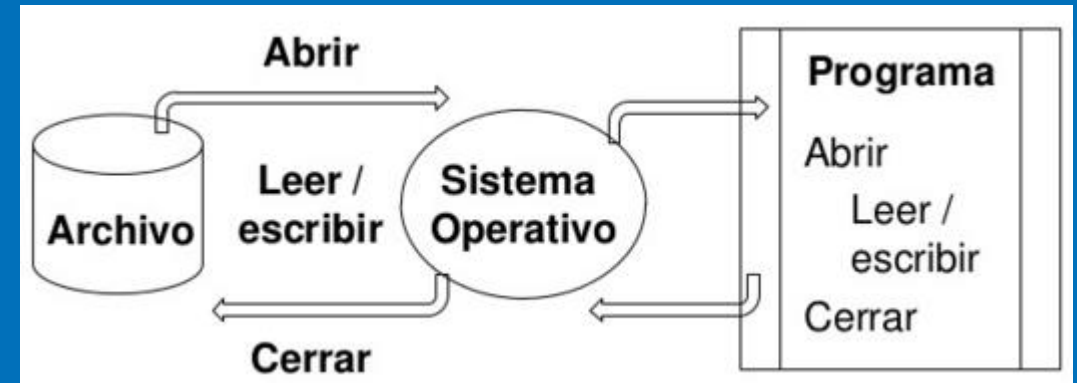 Abrir
Archivo
Leer /
escribir
Cerrar
Sistema
Operativo
Programa
Abrir
Leer /
escribir
Cerrar